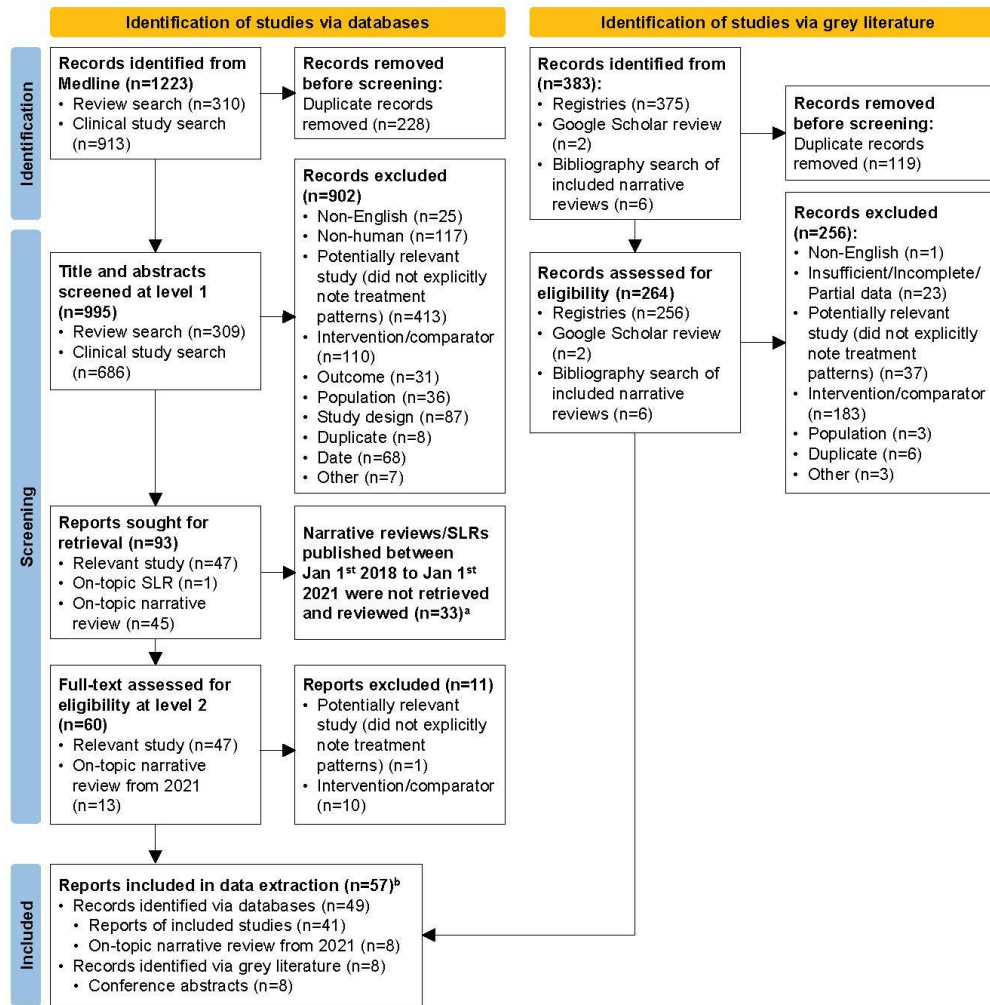 Identification of studies via databases
Identification of studies via grey literature
Identification
Records identified from
Medline (n=1223)
• Review search (n=310)
• Clinical study search
(n=913)
Records removed
before screening:
Duplicate records
removed (n=228)
Records identified from
(n=383):
• Registries (n=375)
• Google Scholar review
(n=2)
• Bibliography search of
included narrative
reviews (n=6)
Records removed
before screening:
Duplicate records
removed (n=119)
Screening
Title and abstracts
screened at level 1
(n=995)
• Review search (n=309)
• Clinical study search
(n=686)
Records excluded
(n=902)
• Non-English (n=25)
• Non-human (n=117)
• Potentially relevant
study (did not explicitly
note treatment
patterns) (n=413)
• Intervention/comparator
(n=110)
• Outcome (n=31)
• Population (n=36)
• Study design (n=87)
• Duplicate (n=8)
• Date (n=68)
• Other (n=7)
Records assessed for
eligibility (n=264)
• Registries (n=256)
• Google Scholar review
(n=2)
• Bibliography search of
included narrative
reviews (n=6)
Records excluded
(n=256):
• Non-English (n=1)
• Insufficient/Incomplete/
Partial data (n=23)
• Potentially relevant
study (did not explicitly
note treatment
patterns) (n=37)
• Intervention/comparator
(n=183)
• Population (n=3)
• Duplicate (n=6)
• Other (n=3)
Reports sought for
retrieval (n=93)
• Relevant study (n=47)
• On-topic SLR (n=1)
• On-topic narrative
review (n=45)
Narrative reviews/SLRs
published between
Jan 1st 2018 to Jan 1st
2021 were not retrieved
and reviewed (n=33)a
Full-text assessed for
eligibility at level 2
(n=60)
• Relevant study (n=47)
• On-topic narrative
review from 2021
(n=13)
Reports excluded (n=11)
• Potentially relevant
study (did not explicitly
note treatment
patterns) (n=1)
• Intervention/comparator
(n=10)
Included
Reports included in data extraction (n=57)b
• Records identified via databases (n=49)
• Reports of included studies (n=41)
• On-topic narrative review from 2021 (n=8)
• Records identified via grey literature (n=8)
• Conference abstracts (n=8)